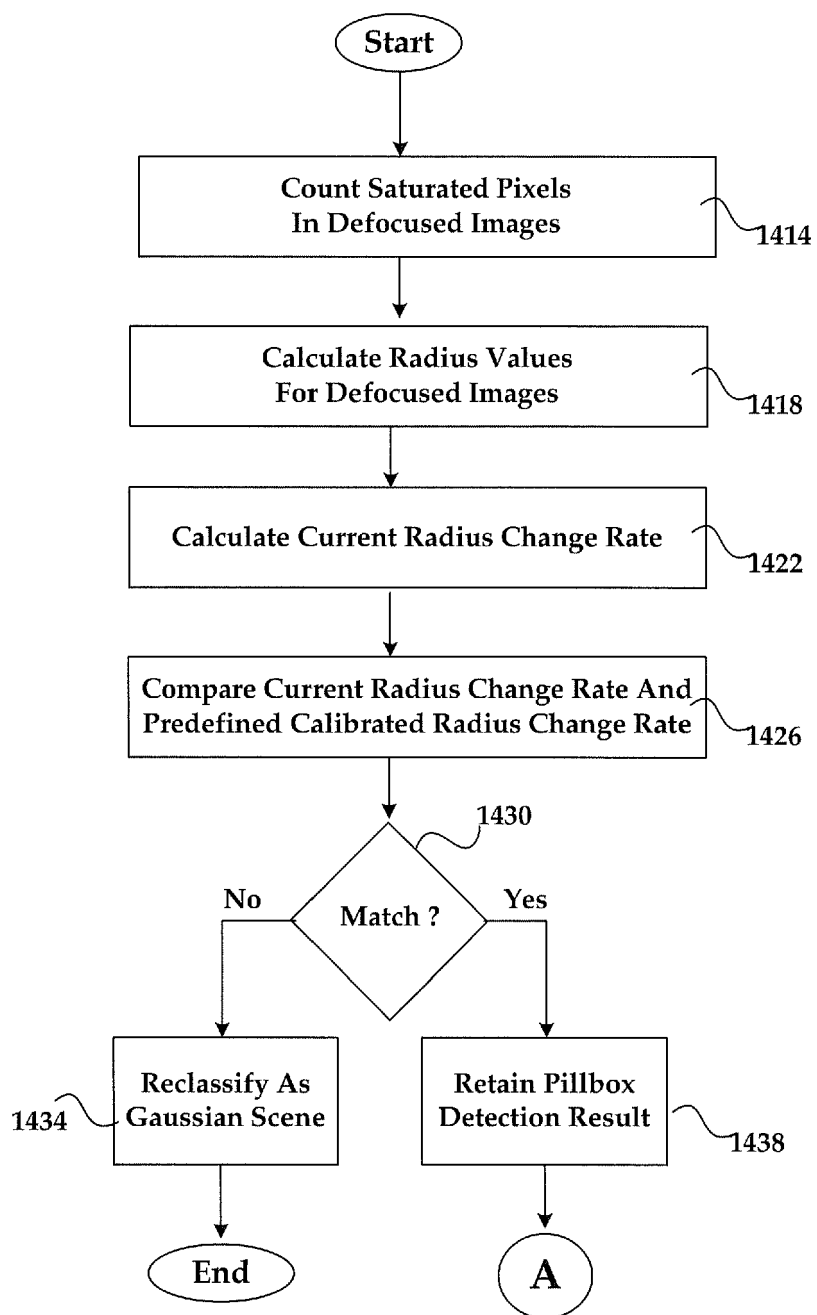 Start
Count Saturated Pixels
In Defocused Images
1414
Calculate Radius Values
For Defocused Images
1418
Calculate Current Radius Change Rate
1422
Compare Current Radius Change Rate And
Predefined Calibrated Radius Change Rate
1426
1430
No
Match ?
Yes
Reclassify As
Gaussian Scene
1434
Retain Pillbox
Detection Result
1438
End
A